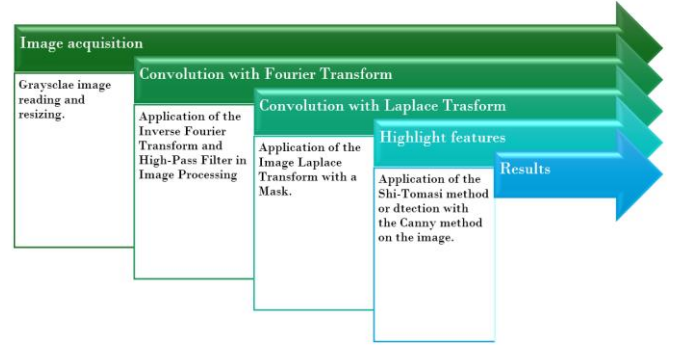 Image acquisition
Graysclae image
reading and
resizing.
Convolution with Fourier Transform
Application of the
Inverse Fourier
Transform and
High-Pass Filter in
Image Processing
Convolution with Laplace Trasform
Application of the
Image Laplace
Transform with a
Mask.
Highlight features
Application of the
Shi-Tomasi method
or dtection with
the Canny method
on the image.
Results